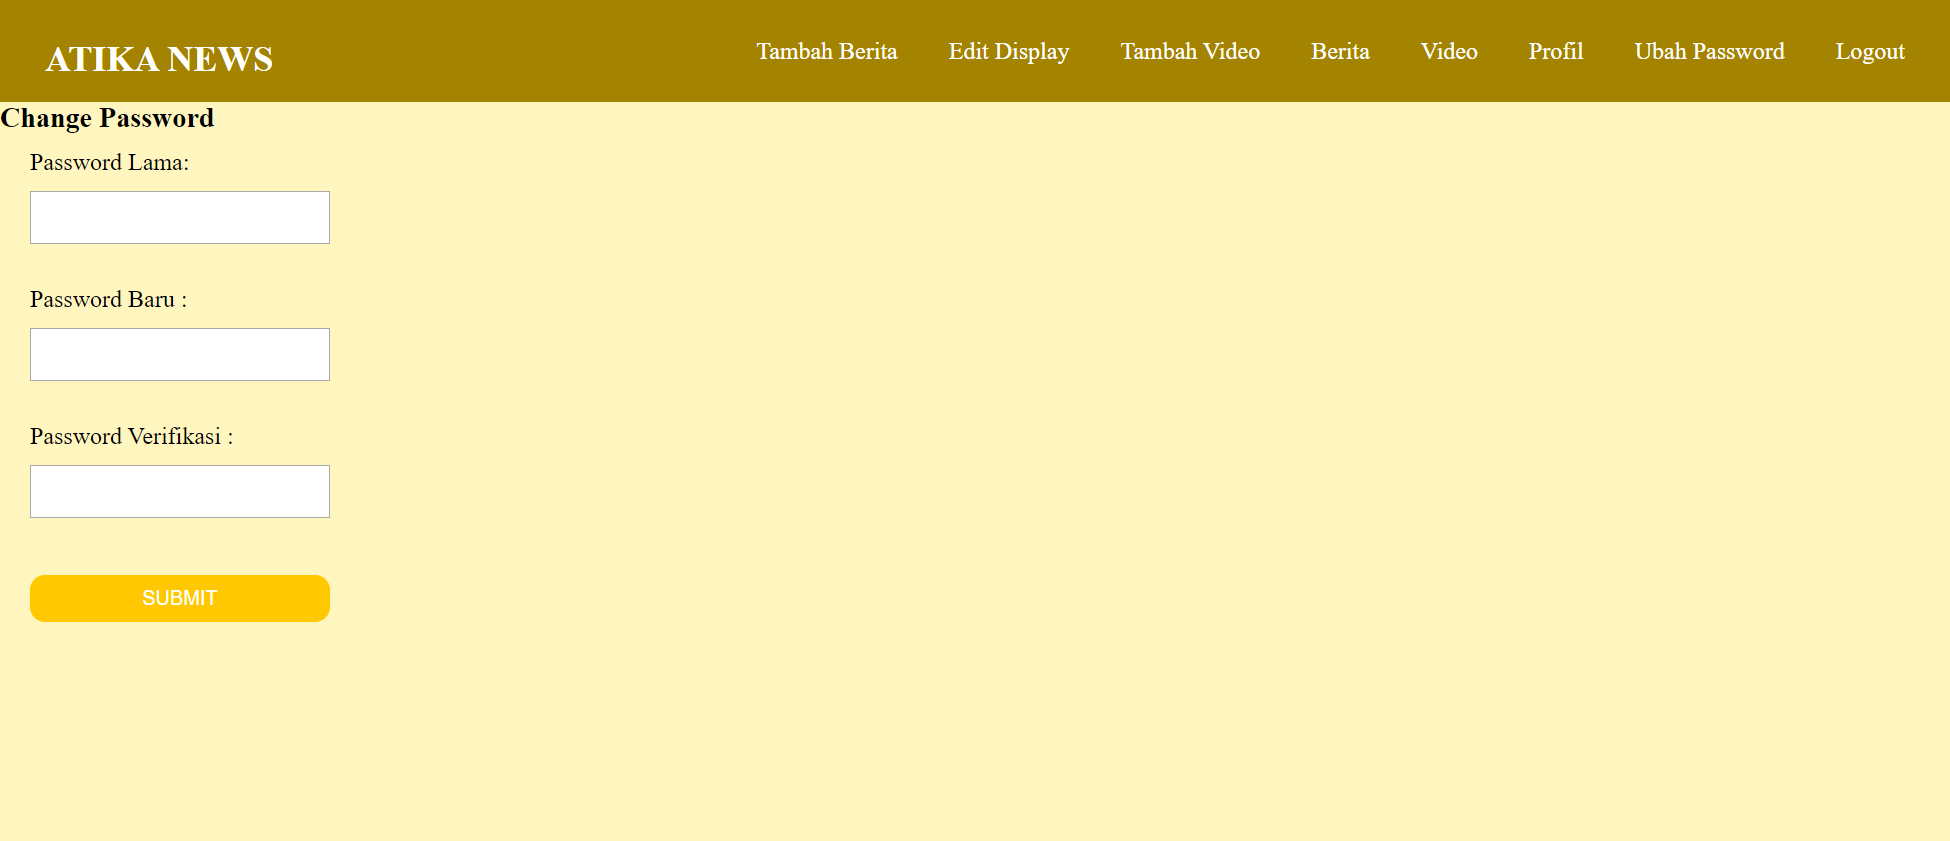 ATIKA NEWS
Tambah Berita Edit Display Tambah Video Berita Video Profil Ubah Password Logout
Change Password
Password Lama:
Password Baru :
Password Verifikasi :
SUBMIT